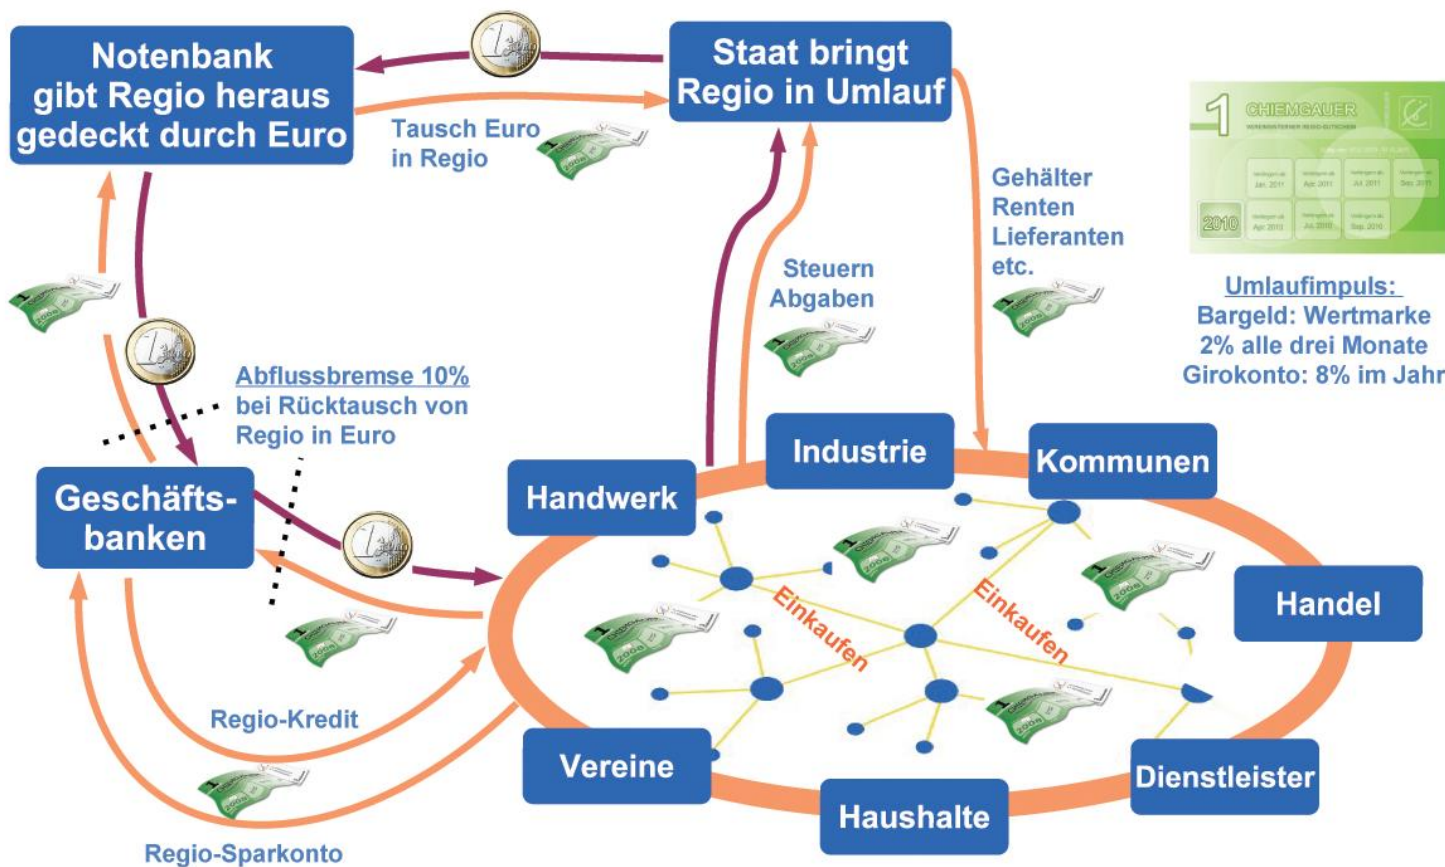 Notenbank
gibt Regio heraus
gedeckt durch Euro
Staat bringt
Regio in Umlauf
Tausch Euro
in Regio
Gehälter
Renten
Lieferanten
etc.
Steuern
Abgaben
1
CHIEMGAUER
2010
Umlaufimpuls:
Bargeld: Wertmarke
2% alle drei Monate
Girokonto: 8% im Jahr
Abflussbremse 10%
bei Rücktausch von
Regio in Euro
Geschäfts-
banken
Handwerk
Industrie
Kommunen
Handel
Dienstleister
Haushalte
Vereine
Einkaufen
Einkaufen
Regio-Kredit
Regio-Sparkonto